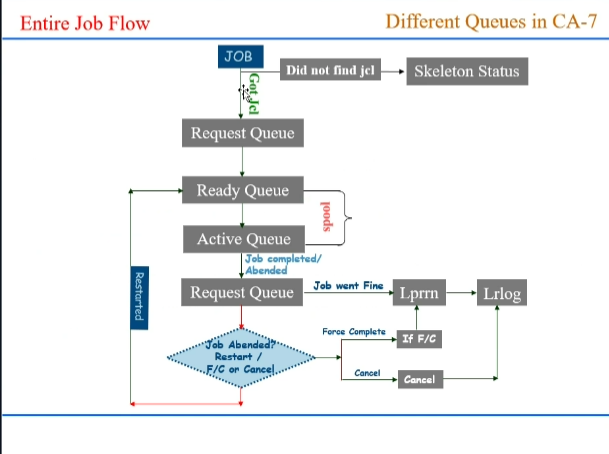 Entire Job Flow
Different Queues in CA-7
JOB
Did not find jcl
Skeleton Status
Got Jcl
Request Queue
Ready Queue
spool
Active Queue
Job completed/
Abended
Restarted
Request Queue
Job went Fine
Lprrn
Lrlog
Job Abended?
Restart /
F/C or Cancel
Force Complete
If F/C
Cancel
Cancel